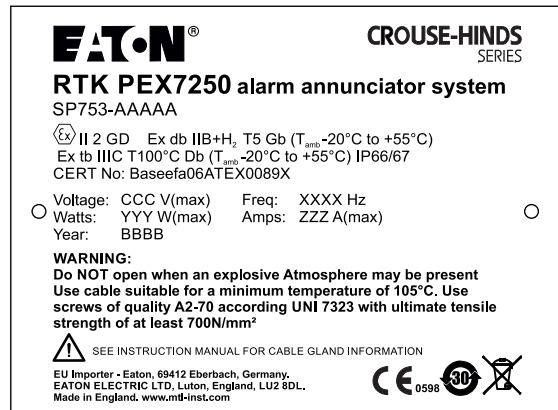 EATON®
CROUSE-HINDS
SERIES
RTK PEX7250 alarm annunciator system
SP753-AAAAA
Ex II 2 GD Ex db IIB+H₂ T5 Gb (Tamb-20°C to +55°C)
Ex tb IIIC T100°C Db (Tamb-20°C to +55°C) IP66/67
CERT No: Baseefa06ATEX0089X
Voltage: CCC V(max) Freq: XXXX Hz
Watts: YYY W(max) Amps: ZZZ A(max)
Year: BBBB
WARNING:
Do NOT open when an explosive Atmosphere may be present
Use cable suitable for a minimum temperature of 105°C. Use
screws of quality A2-70 according UNI 7323 with ultimate tensile
strength of at least 700N/mm²
SEE INSTRUCTION MANUAL FOR CABLE GLAND INFORMATION
EU Importer - Eaton, 69412 Eberbach, Germany.
EATON ELECTRIC LTD, Luton, England, LU2 8DL.
Made in England. www.mtl-inst.com
CE 0598 30